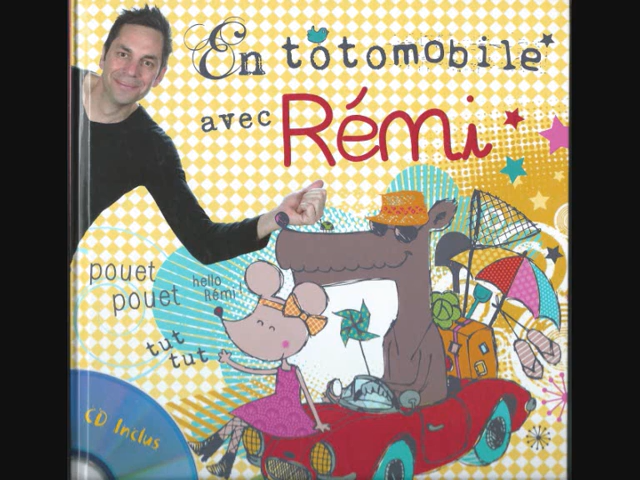 En totomobile
avec Rémi
pouet
pouet
hello
Rémi!
tut
tut
CD Inclus